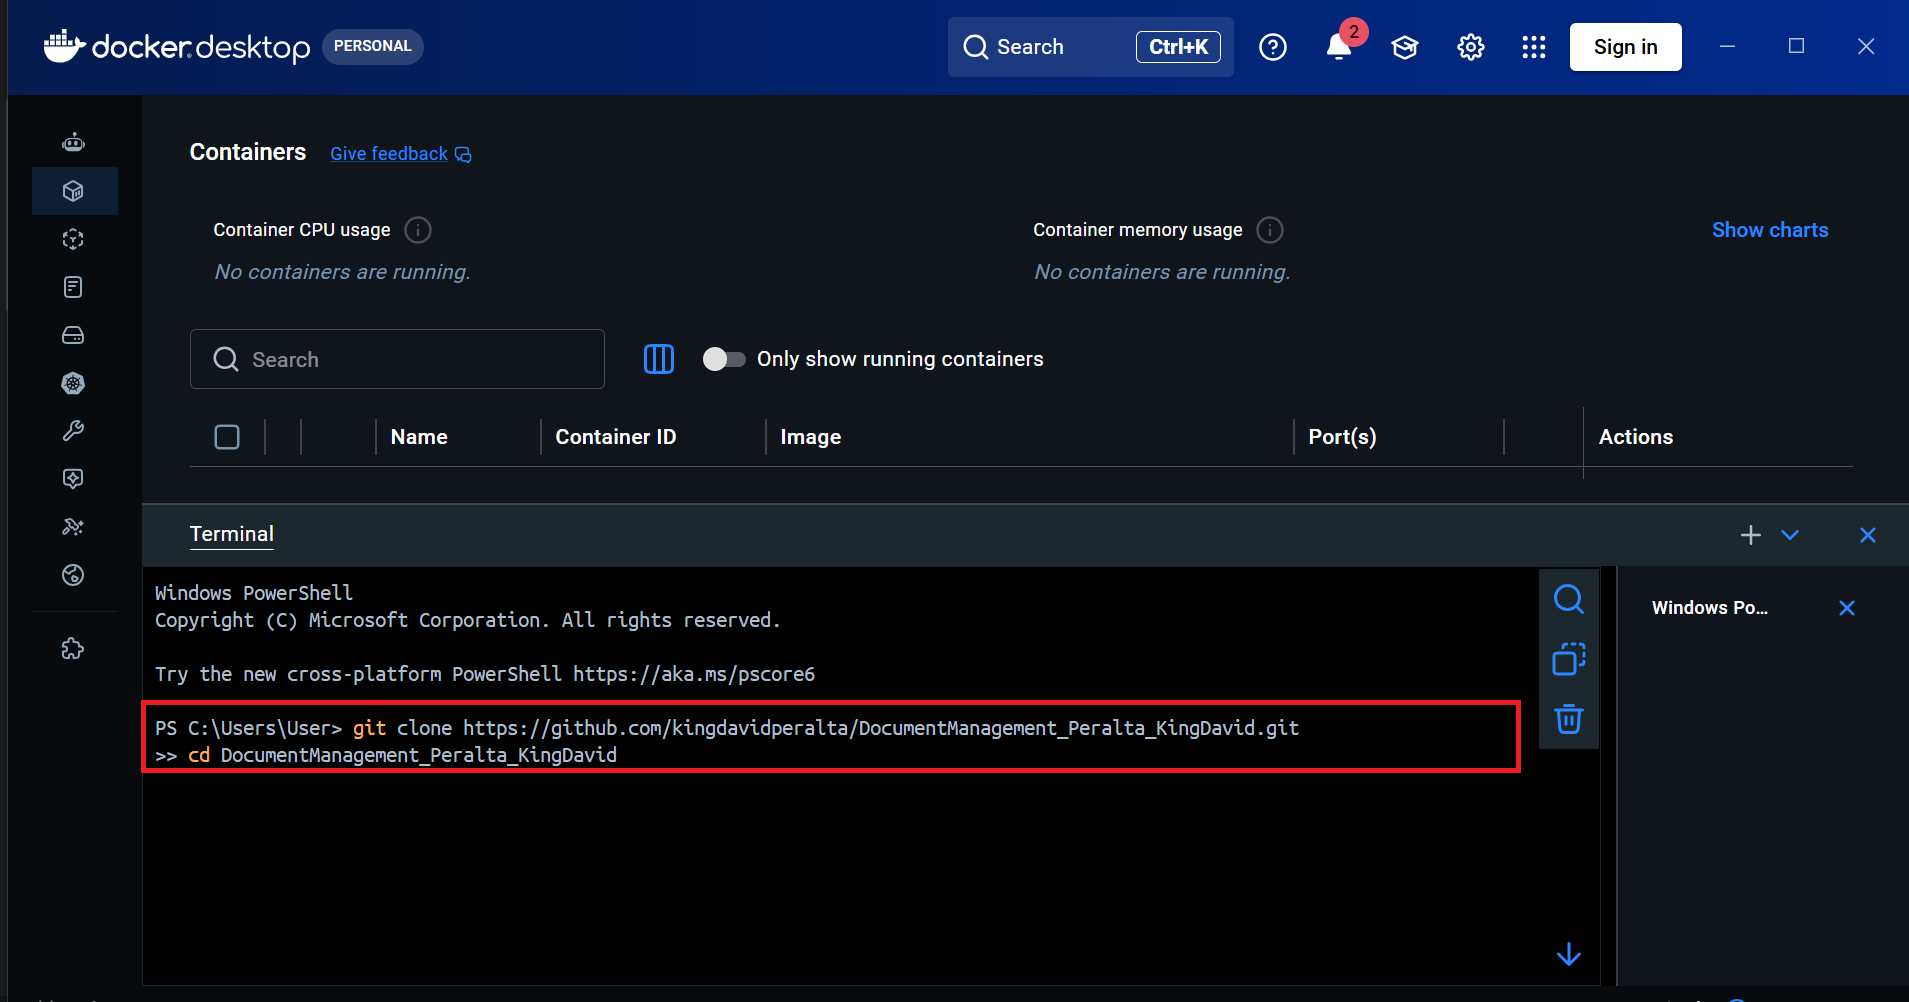 docker.desktop PERSONAL Search Ctrl+K 2 Sign in
Containers Give feedback
Container CPU usage Container memory usage Show charts
No containers are running. No containers are running.
Search Only show running containers
Name Container ID Image Port(s) Actions
Terminal
Windows PowerShell
Copyright (C) Microsoft Corporation. All rights reserved.
Windows Po...
Try the new cross-platform PowerShell https://aka.ms/pscore6
PS C:\Users\User> git clone https://github.com/kingdavidperalta/DocumentManagement_Peralta_KingDavid.git
>> cd DocumentManagement_Peralta_KingDavid